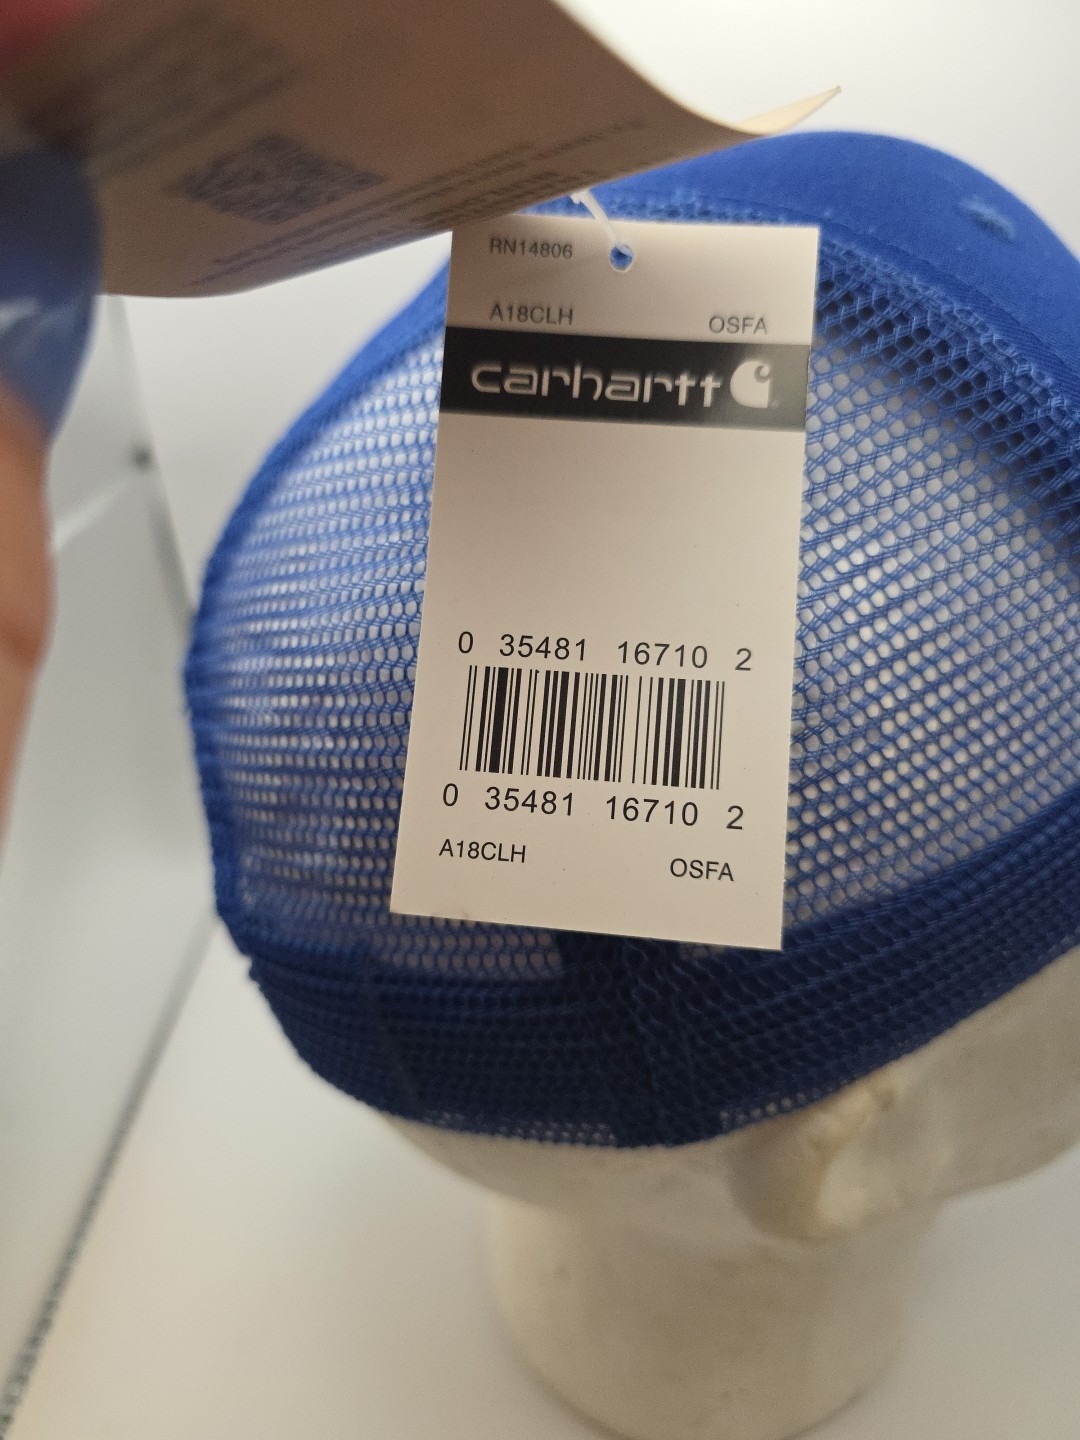 RN14806
A18CLH OSFA
carhartt
0 35481 16710 2
0 35481 16710 2
A18CLH OSFA